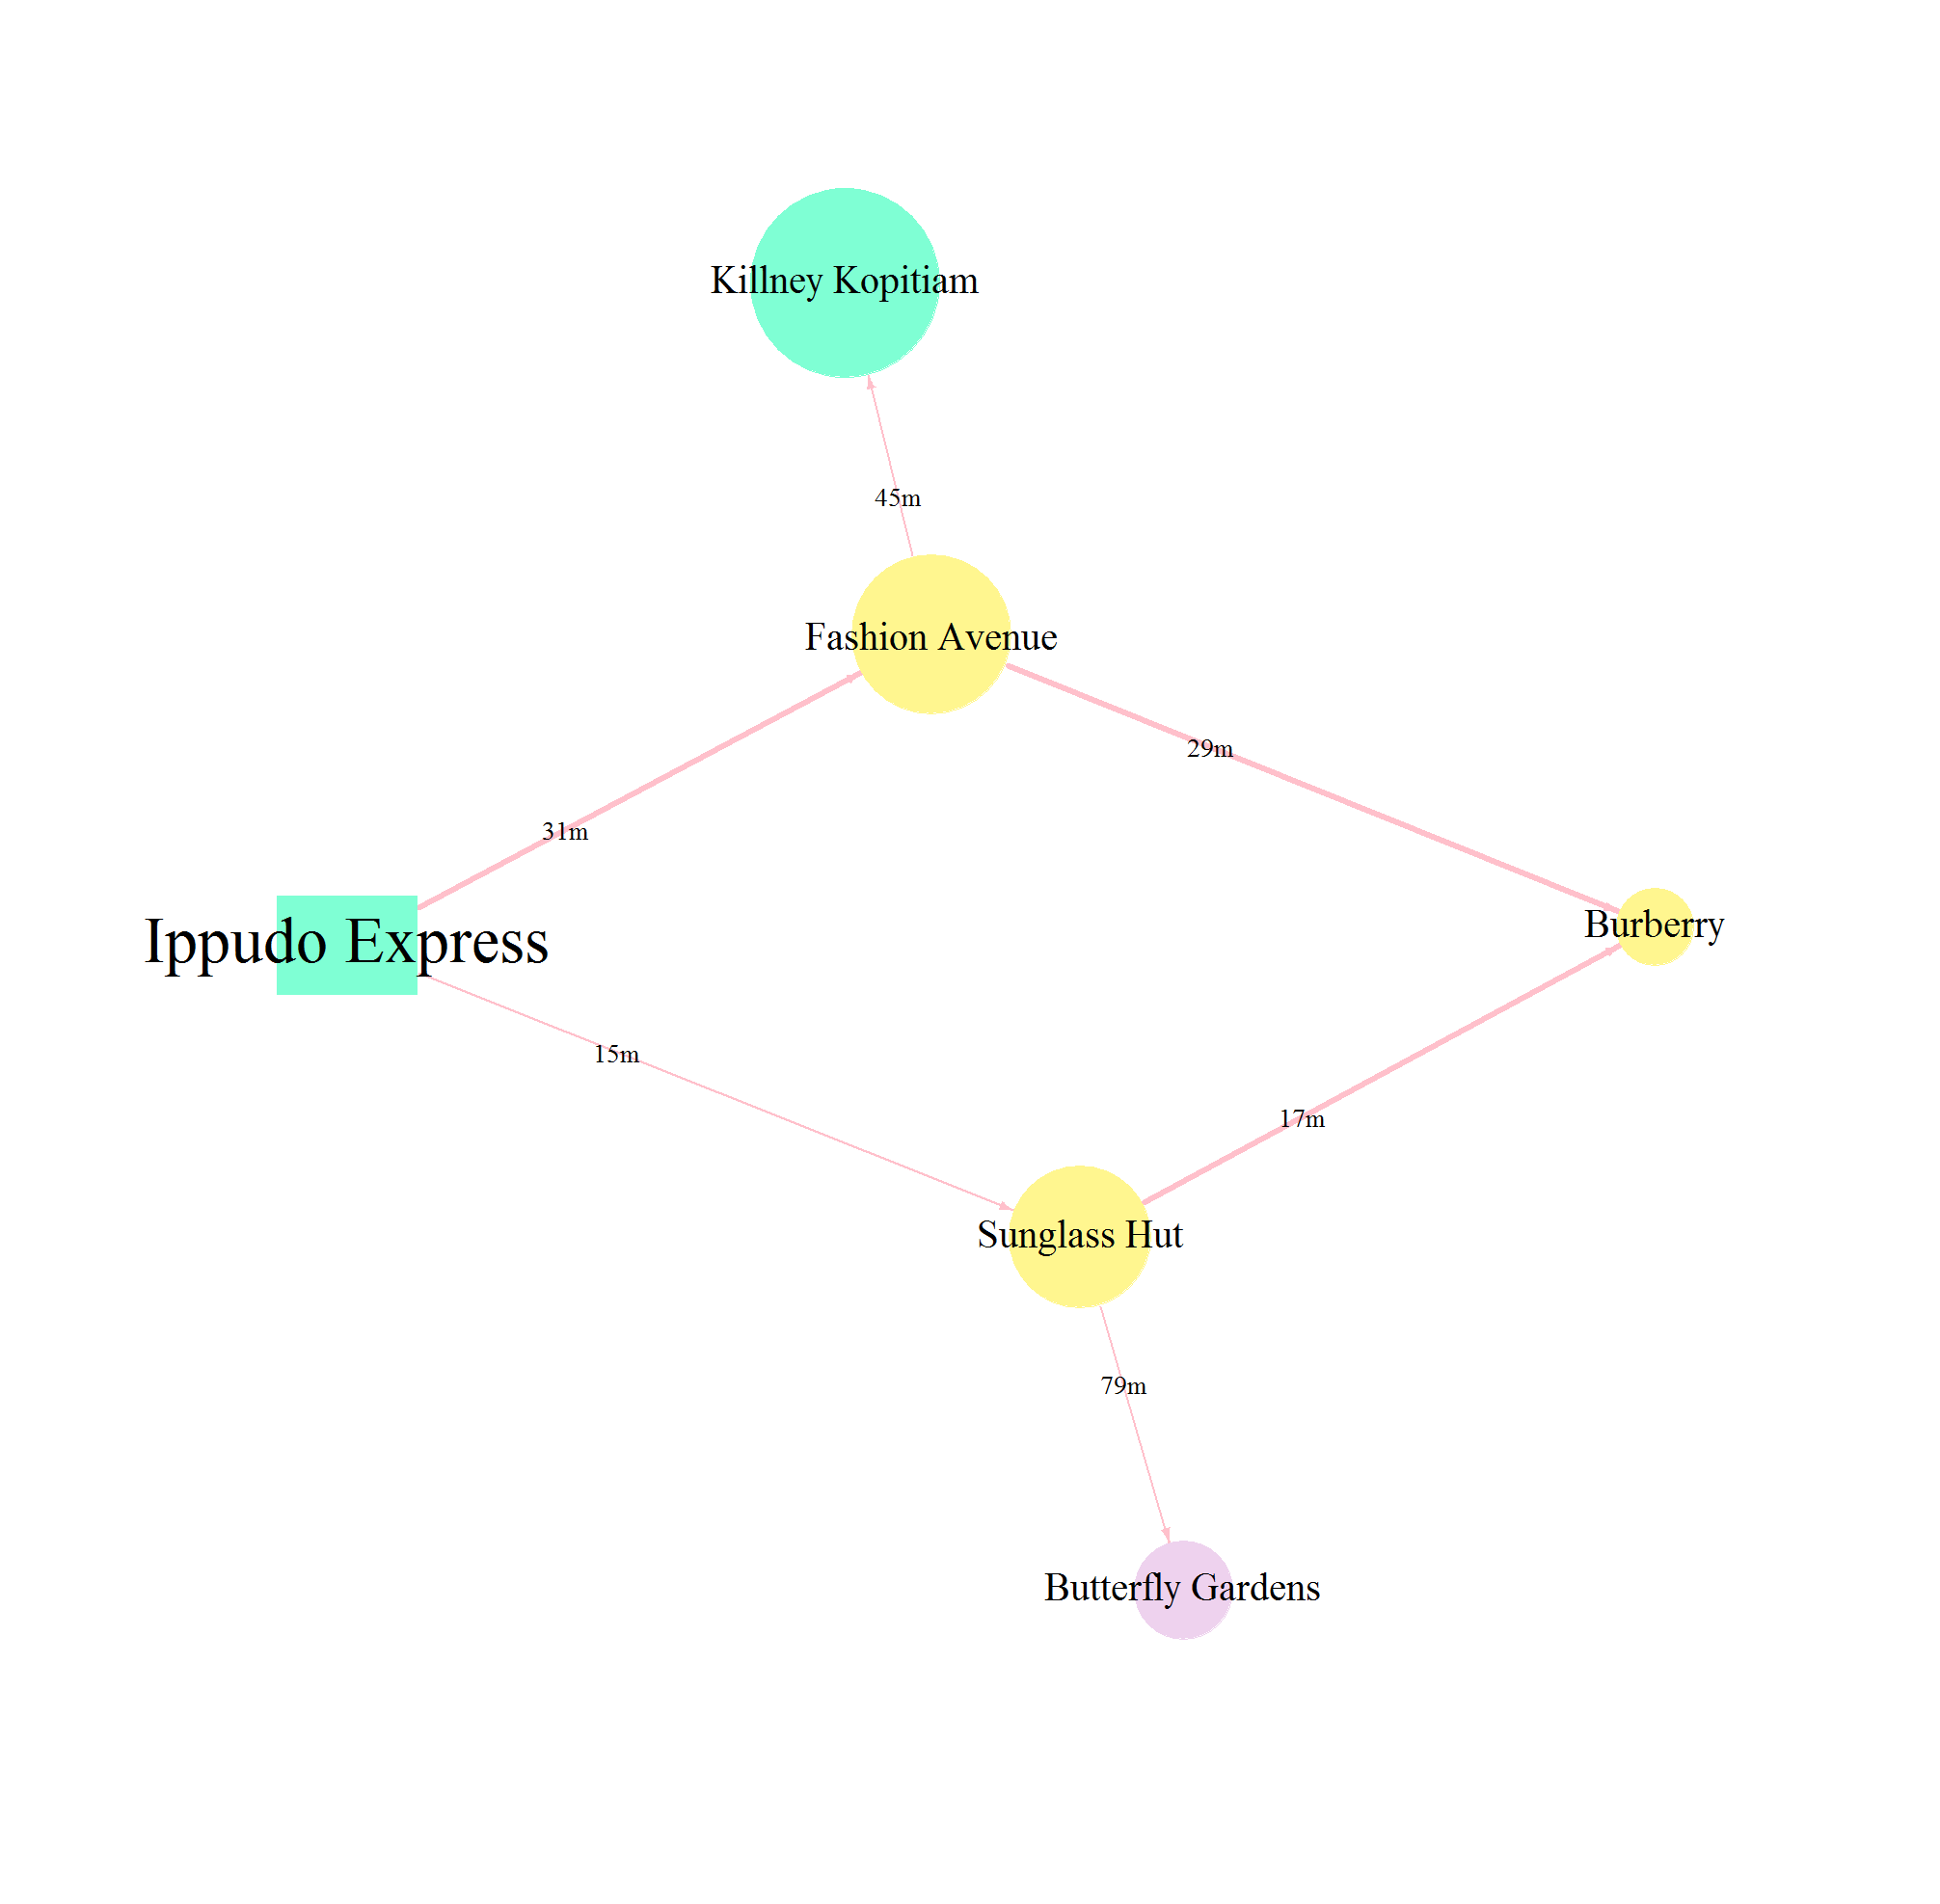 Killney Kopitiam
45m
Fashion Avenue
29m
31m
Burberry
Ippudo Express
15m
17m
Sunglass Hut
79m
Butterfly Gardens